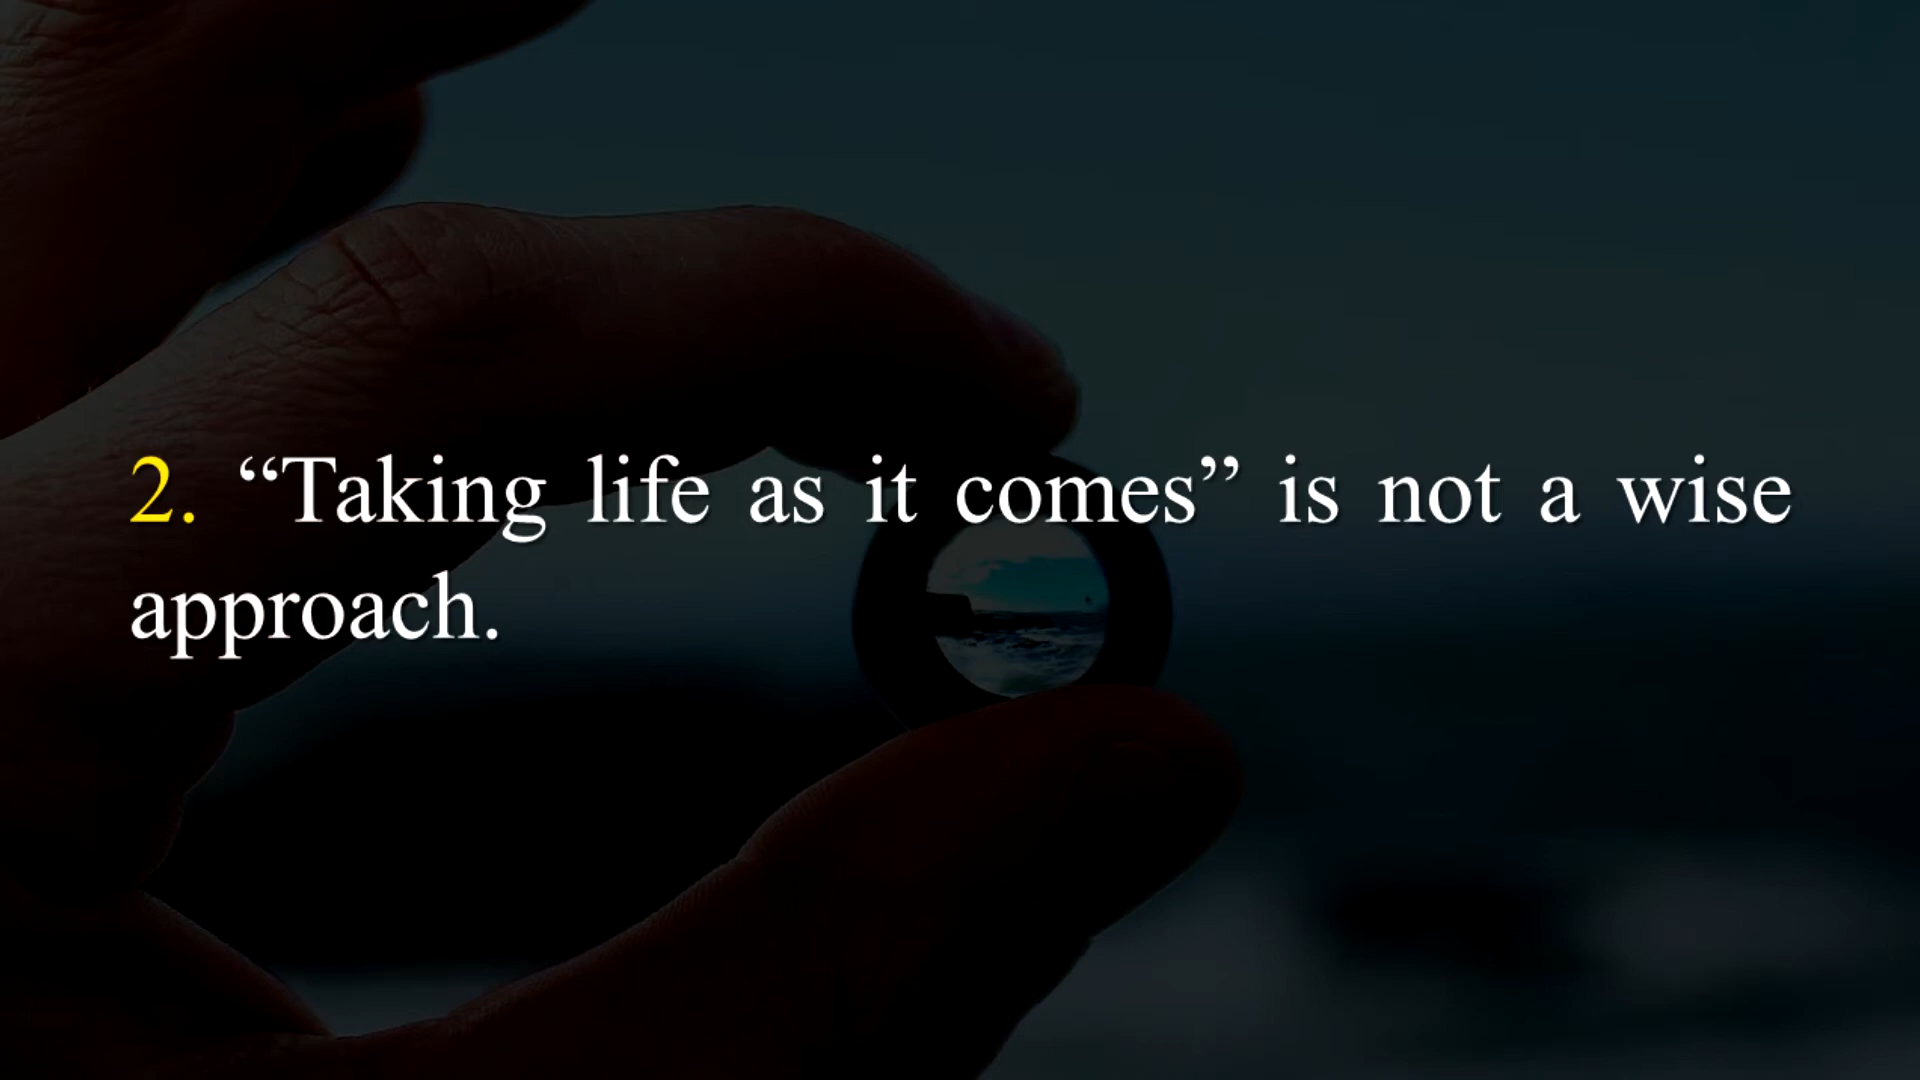 2. “Taking life as it comes” is not a wise
approach.